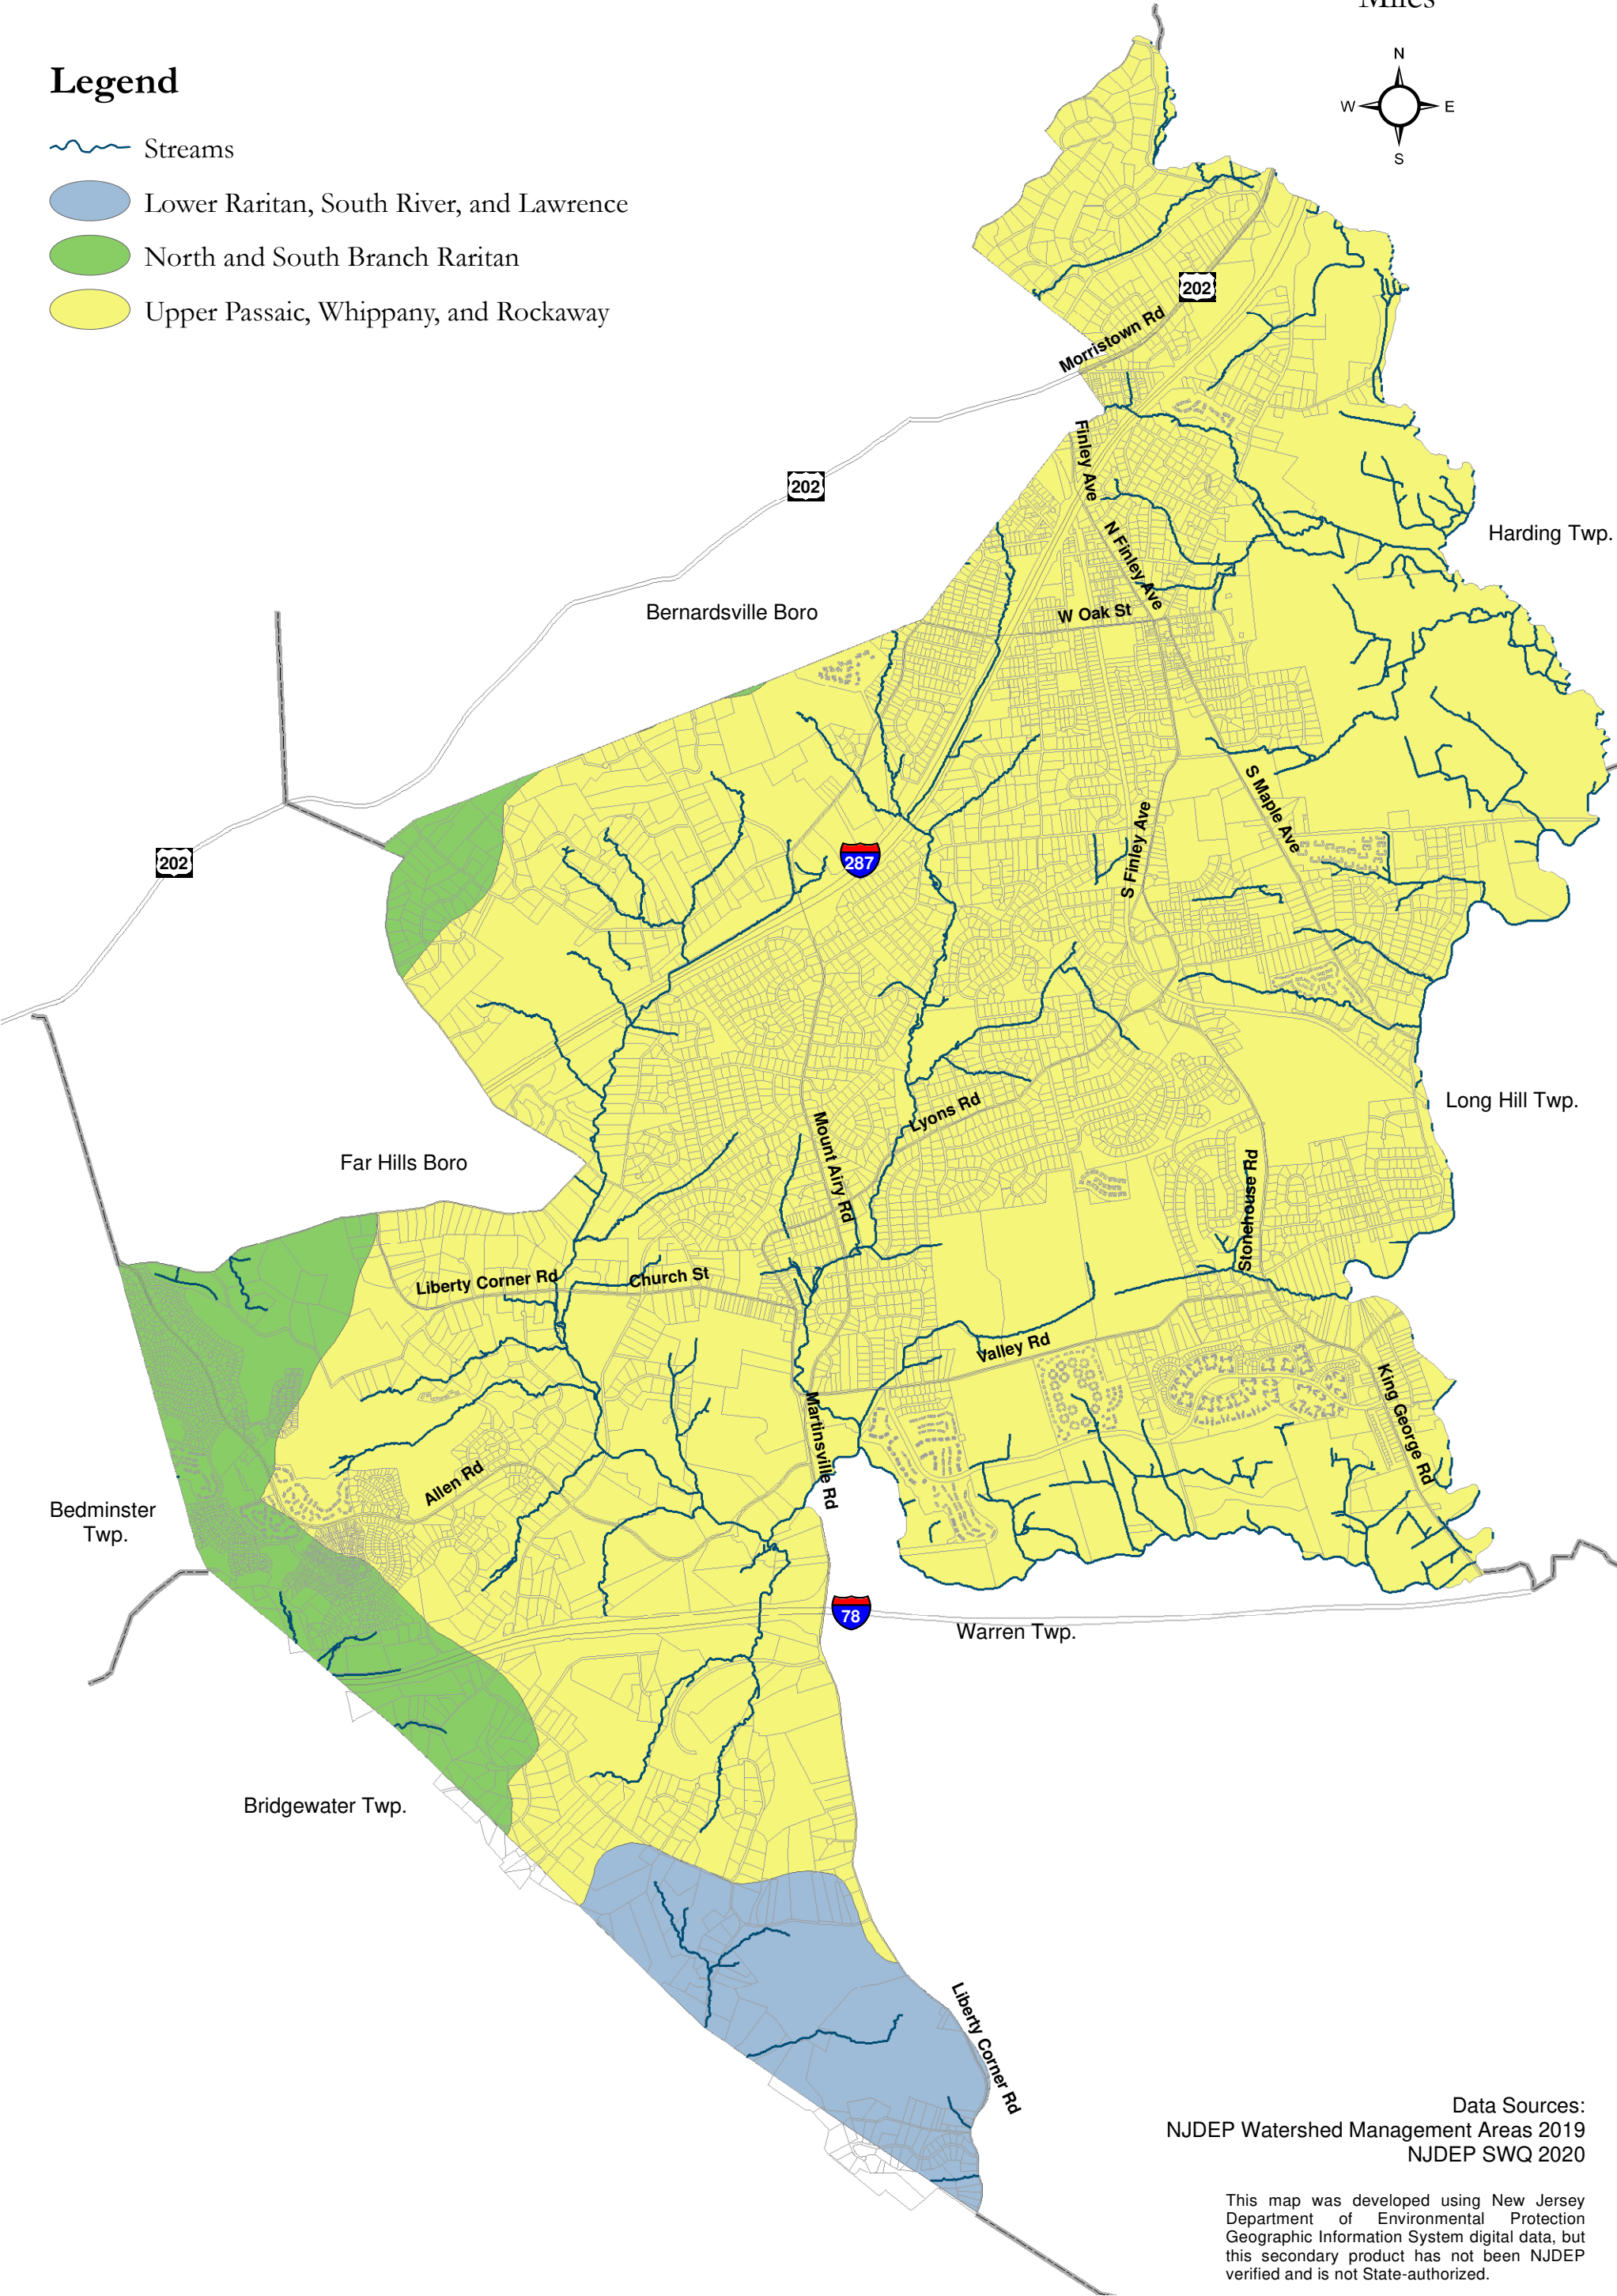 Miles
Legend
Streams
Lower Raritan, South River, and Lawrence
North and South Branch Raritan
Upper Passaic, Whippany, and Rockaway
N
W
E
S
202
Morristown Rd
Finley Ave
202
N Finley Ave
Harding Twp.
Bernardsville Boro
W Oak St
S Maple Ave
S Finley Ave
287
202
Long Hill Twp.
Lyons Rd
Mount Airy Rd
Far Hills Boro
Stonehouse Rd
Liberty Corner Rd
Church St
Valley Rd
King George Rd
Martinsville Rd
Allen Rd
Bedminster
Twp.
78
Warren Twp.
Bridgewater Twp.
Liberty Corner Rd
Data Sources:
NJDEP Watershed Management Areas 2019
NJDEP SWQ 2020
This map was developed using New Jersey
Department of Environmental Protection
Geographic Information System digital data, but
this secondary product has not been NJDEP
verified and is not State-authorized.